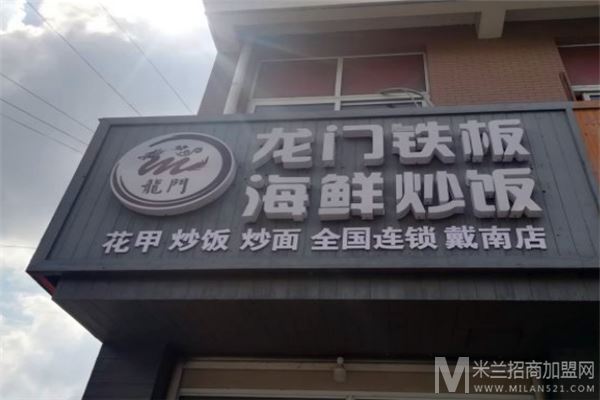 龍門
龙门铁板
海鲜炒饭
花甲 炒饭 炒面 全国连锁 戴南店
米兰招商加盟网
WWW.MILAN521.COM